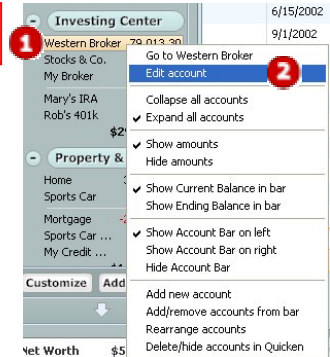 Investing Center
6/15/2002
1
Western Broker 79,013.30
9/1/2002
Stocks & Co.
My Broker
Mary's IRA
Rob's 401k
$2
Property &
Home
Sports Car
Mortgage -2
Sports Car ...
My Credit ...
Customize Add
Net Worth $5
Go to Western Broker
Edit account
2
Collapse all accounts
Expand all accounts
Show amounts
Hide amounts
Show Current Balance in bar
Show Ending Balance in bar
Show Account Bar on left
Show Account Bar on right
Hide Account Bar
Add new account
Add/remove accounts from bar
Rearrange accounts
Delete/hide accounts in Quicken